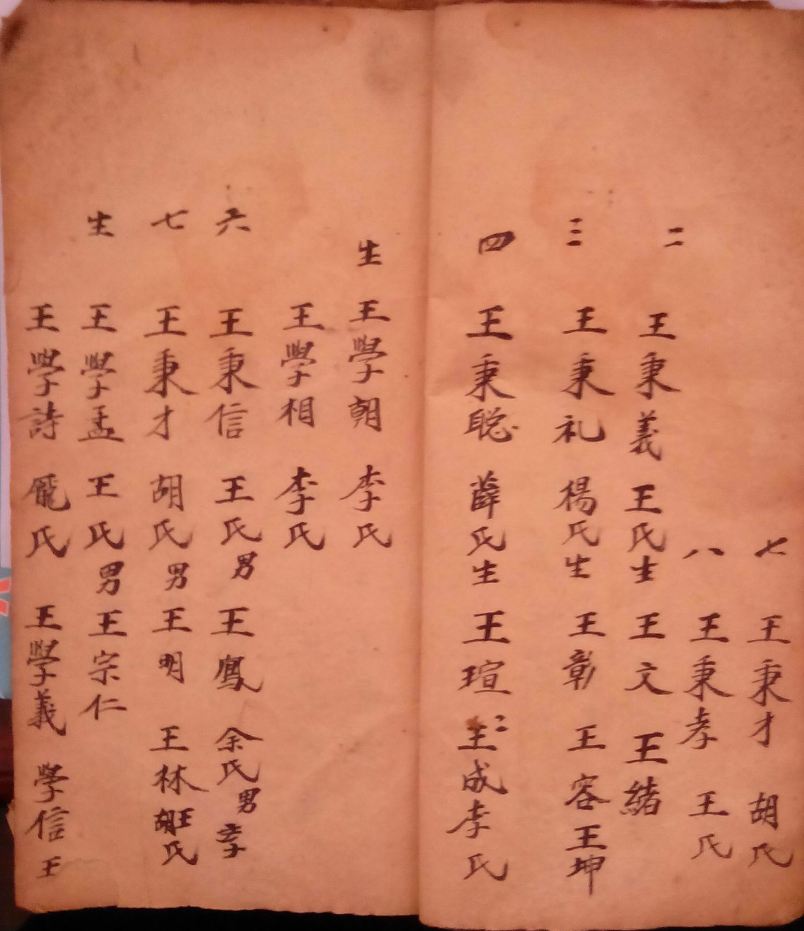 七 王秉才 胡氏
八 王秉孝 王氏
二 王秉義 王氏生 王文 王緒
三 王秉礼 楊氏生 王彰 王容 王坤
四 王秉聪 薛氏生 王瑄 二王成 李氏
生 王學朝 李氏
王學相 李氏
六 王秉信 王氏男 王鳳 余氏男
七 王秉才 胡氏男 王明 王林 胡王氏
生 王學孟 王氏男 王宗仁
王學詩 龐氏 王學義 學信 王